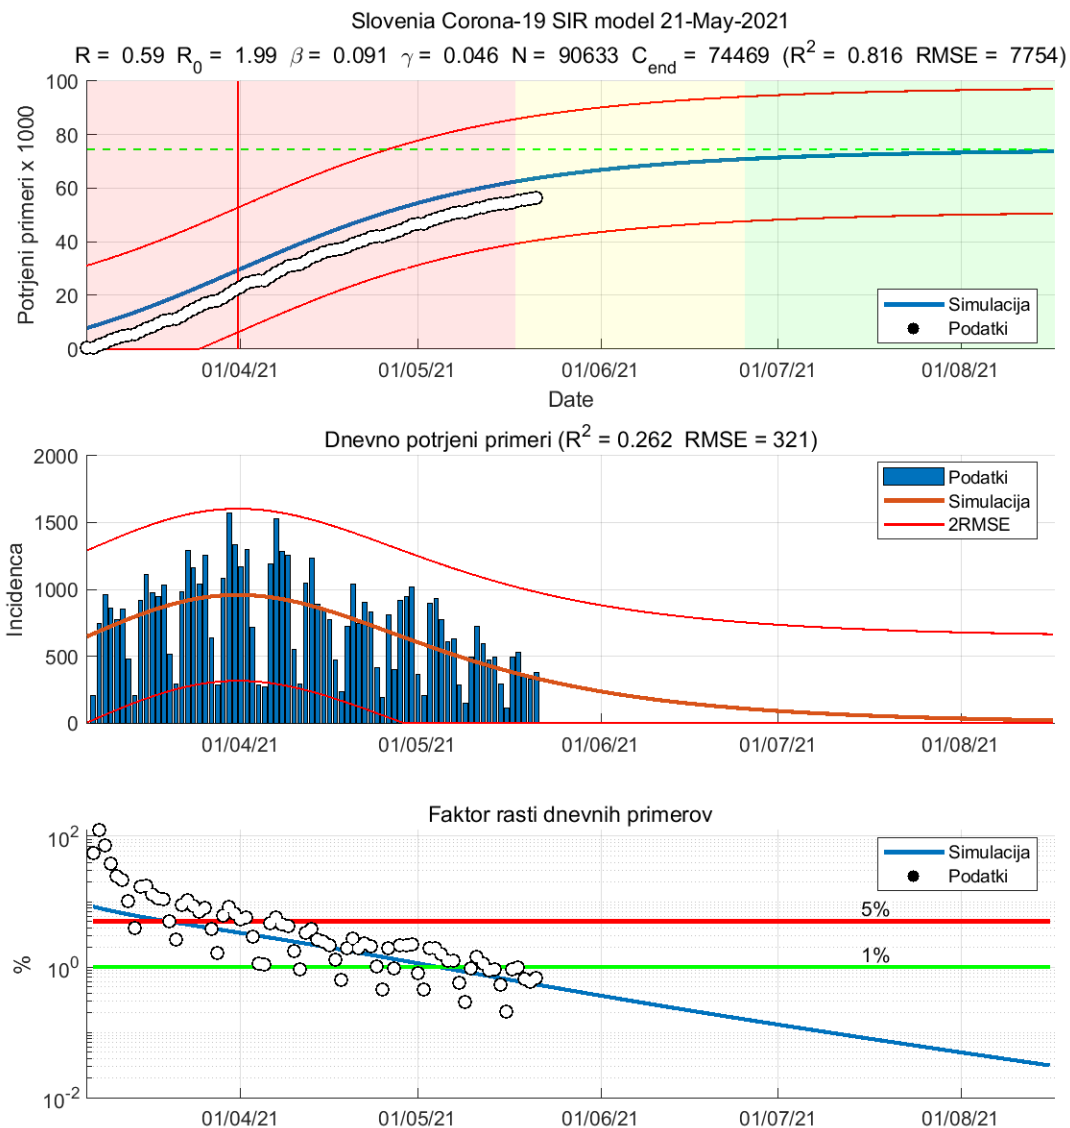 Slovenia Corona-19 SIR model 21-May-2021
R = 0.59 R₀ = 1.99 β = 0.091 γ = 0.046 N = 90633 C_end = 74469 (R² = 0.816 RMSE = 7754)
100
80
60
40
20
0
Potrjeni primeri x 1000
Simulacija
Podatki
01/04/21 01/05/21 01/06/21 01/07/21 01/08/21
Date
Dnevno potrjeni primeri (R² = 0.262 RMSE = 321)
2000
1500
1000
500
0
Incidenca
Podatki
Simulacija
2RMSE
01/04/21 01/05/21 01/06/21 01/07/21 01/08/21
Faktor rasti dnevnih primerov
10²
10⁰
10⁻²
%
Simulacija
Podatki
5%
1%
01/04/21 01/05/21 01/06/21 01/07/21 01/08/21